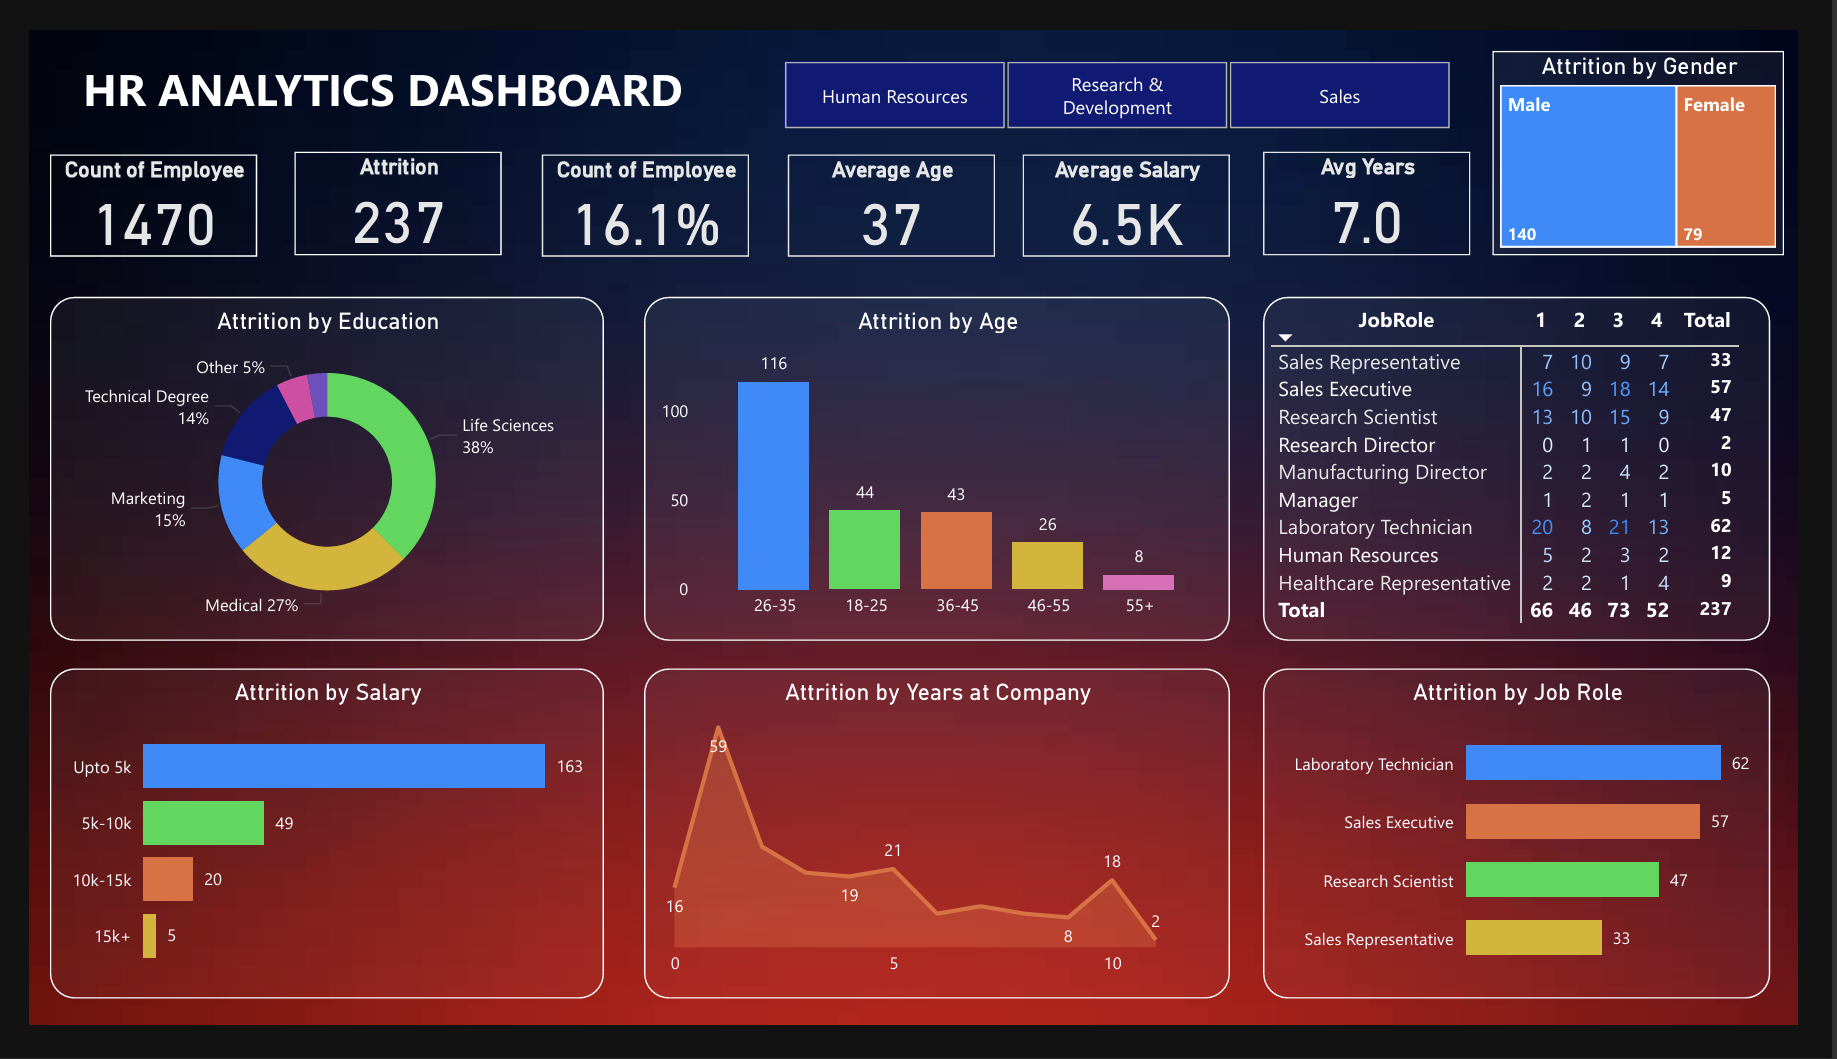 HR ANALYTICS DASHBOARD
Human Resources
Research &
Development
Sales
Attrition by Gender
Male
Female
140
79
Count of Employee
1470
Attrition
237
Count of Employee
16.1%
Average Age
37
Average Salary
6.5K
Avg Years
7.0
Attrition by Education
Other 5%
Technical Degree
14%
Life Sciences
38%
Marketing
15%
Medical 27%
Attrition by Age
116
100
44
43
50
26
8
0
26-35 18-25 36-45 46-55 55+
JobRole 1 2 3 4 Total
Sales Representative 7 10 9 7 33
Sales Executive 16 9 18 14 57
Research Scientist 13 10 15 9 47
Research Director 0 1 1 0 2
Manufacturing Director 2 2 4 2 10
Manager 1 2 1 1 5
Laboratory Technician 20 8 21 13 62
Human Resources 5 2 3 2 12
Healthcare Representative 2 2 1 4 9
Total 66 46 73 52 237
Attrition by Salary
Upto 5k 163
5k-10k 49
10k-15k 20
15k+ 5
Attrition by Years at Company
59
21
18
19
16
2
8
0 5 10
Attrition by Job Role
Laboratory Technician 62
Sales Executive 57
Research Scientist 47
Sales Representative 33